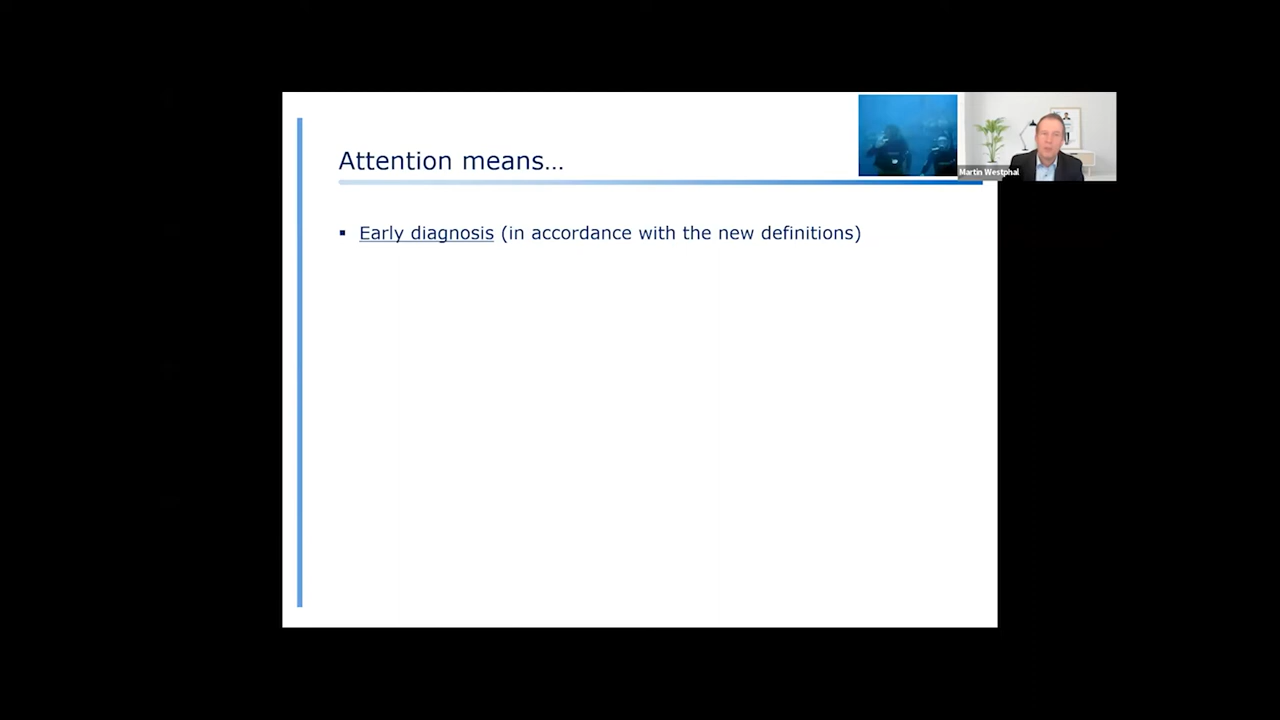 Attention means…
Martin Westphal
▪ Early diagnosis (in accordance with the new definitions)